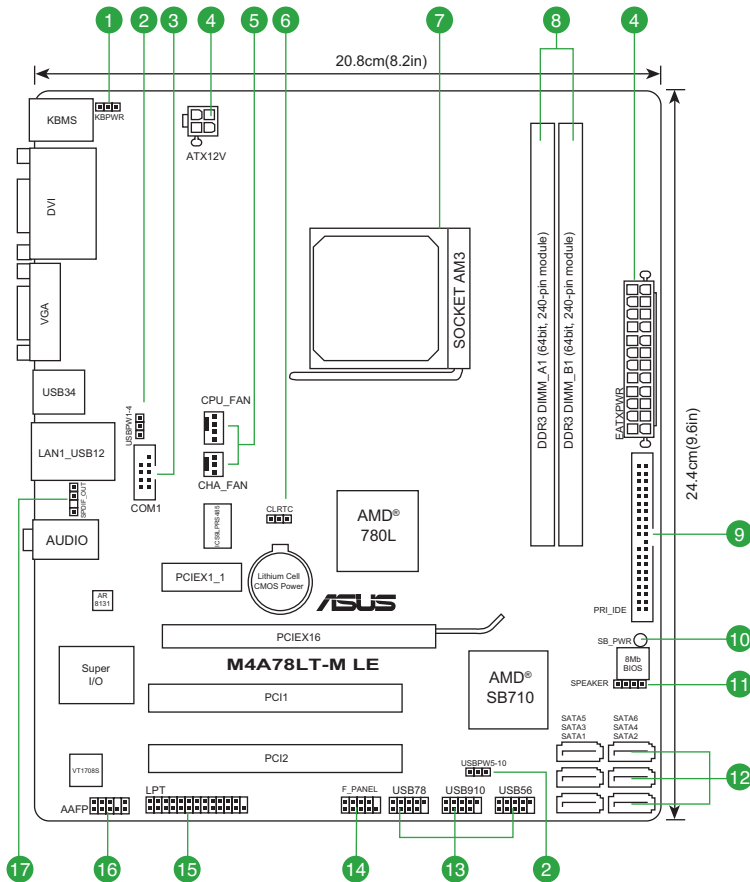 1 2 3 4 5 6 7 8 4
20.8cm(8.2in)
KBMS
KBPWR
ATX12V
DVI
VGA
SOCKET AM3
DDR3 DIMM_A1 (64bit, 240-pin module)
DDR3 DIMM_B1 (64bit, 240-pin module)
EATXPWR
24.4cm(9.6in)
USB34
USBPW1-4
CPU_FAN
LAN1_USB12
CHA_FAN
COM1
SPDIF_OUT
17
AUDIO
ICS9LPRS485
CLRTC
AMD®
780L
9
PCIEX1_1
Lithium Cell
CMOS Power
AR
8131
ASUS
PRI_IDE
PCIEX16
SB_PWR
10
M4A78LT-M LE
Super
I/O
AMD®
SB710
8Mb
BIOS
SPEAKER
11
PCI1
SATA5
SATA3
SATA1
SATA6
SATA4
SATA2
PCI2
VT1708S
USBPW5-10
12
AAFP
LPT
F_PANEL
USB78
USB910
USB56
16 15 14 13 2